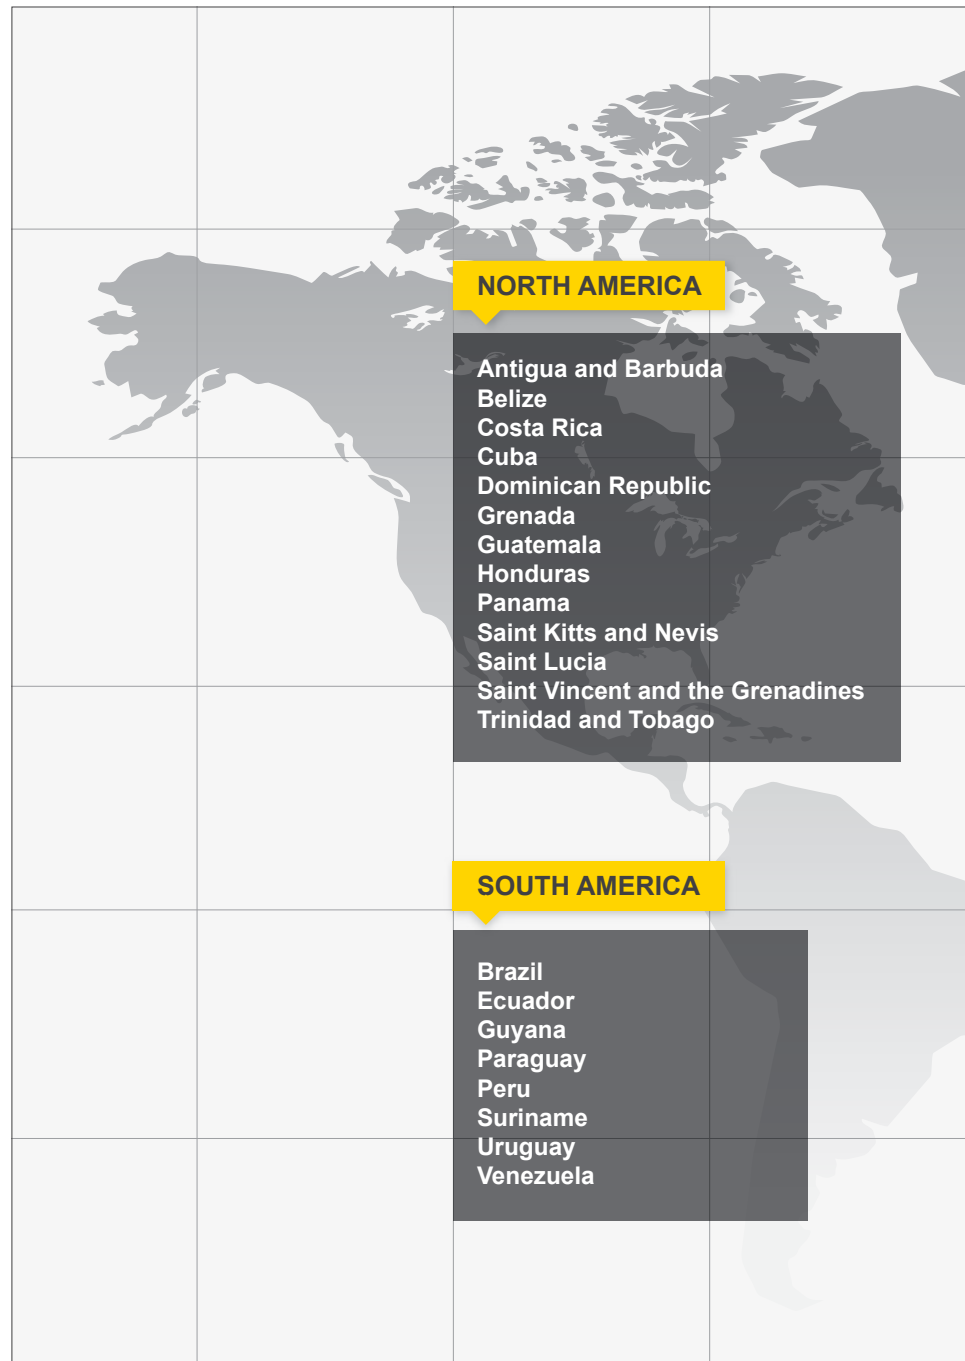 NORTH AMERICA
Antigua and Barbuda
Belize
Costa Rica
Cuba
Dominican Republic
Grenada
Guatemala
Honduras
Panama
Saint Kitts and Nevis
Saint Lucia
Saint Vincent and the Grenadines
Trinidad and Tobago
SOUTH AMERICA
Brazil
Ecuador
Guyana
Paraguay
Peru
Suriname
Uruguay
Venezuela